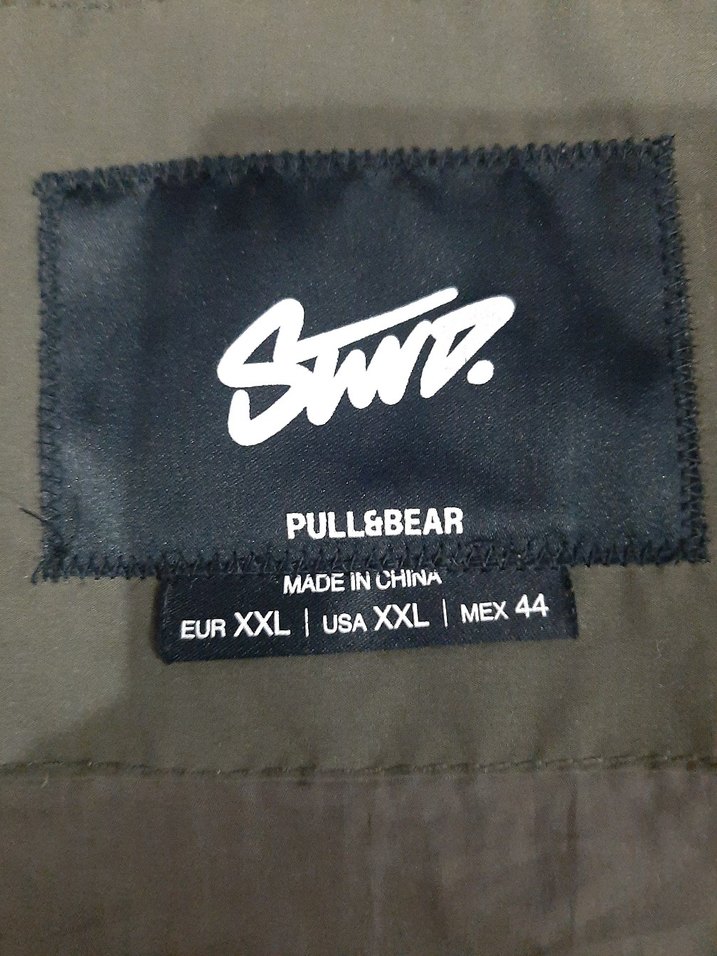 STWD.
PULL&BEAR
MADE IN CHINA
EUR XXL | USA XXL | MEX 44